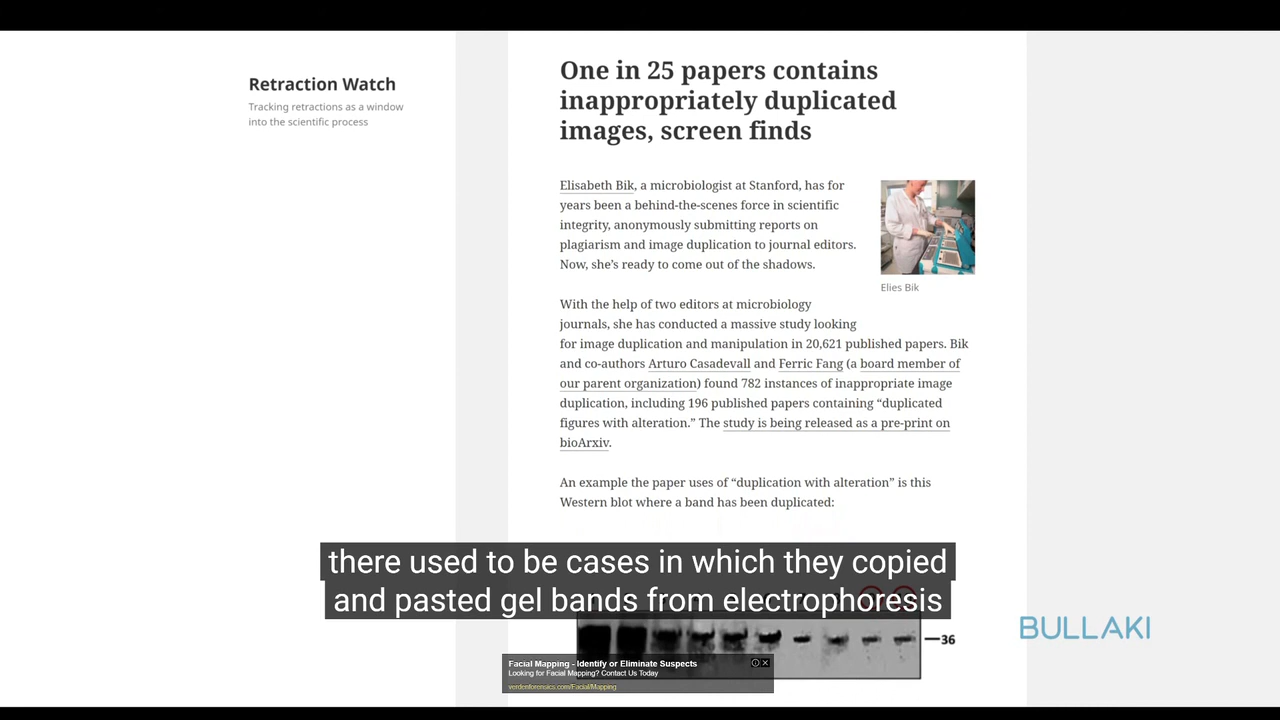 Retraction Watch
Tracking retractions as a window
into the scientific process
One in 25 papers contains
inappropriately duplicated
images, screen finds
Elisabeth Bik, a microbiologist at Stanford, has for
years been a behind-the-scenes force in scientific
integrity, anonymously submitting reports on
plagiarism and image duplication to journal editors.
Now, she's ready to come out of the shadows.
Elies Bik
With the help of two editors at microbiology
journals, she has conducted a massive study looking
for image duplication and manipulation in 20,621 published papers. Bik
and co-authors Arturo Casadevall and Ferric Fang (a board member of
our parent organization) found 782 instances of inappropriate image
duplication, including 196 published papers containing “duplicated
figures with alteration.” The study is being released as a pre-print on
bioArxiv.
An example the paper uses of “duplication with alteration” is this
Western blot where a band has been duplicated:
there used to be cases in which they copied
and pasted gel bands from electrophoresis
36
BULLAKI
Facial Mapping - Identify or Eliminate Suspects
Looking for Facial Mapping? Contact Us Today
verdenforensics.com/Facial/Mapping